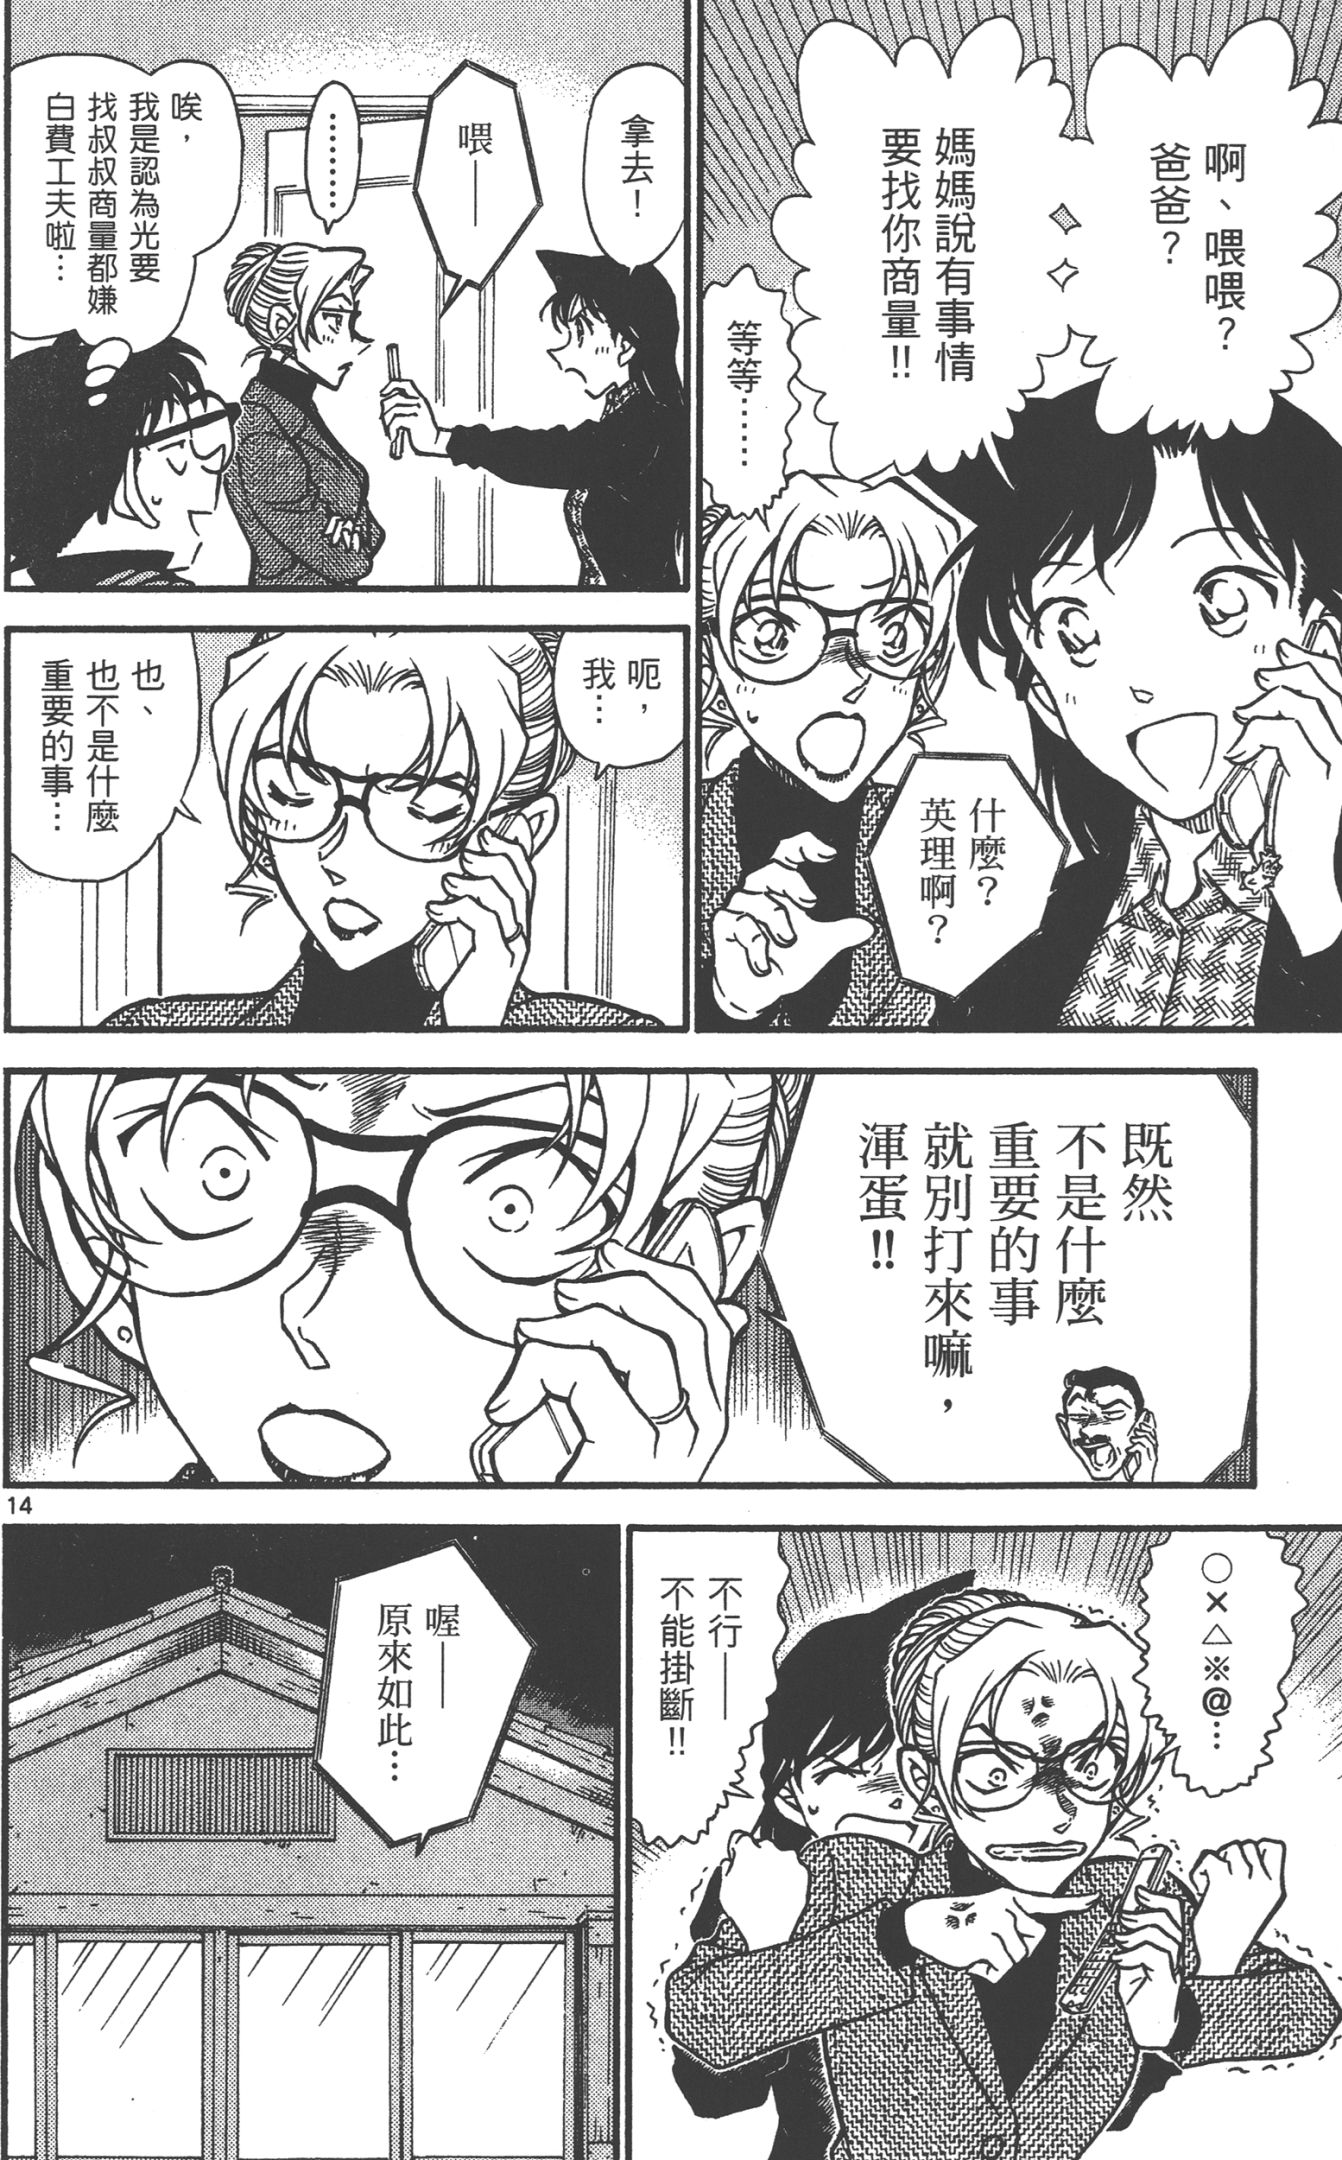 啊、喂喂？
爸爸？
媽媽說有事情
要找你商量!!
等等……
什麼？
英理啊？
拿去！
喂——
………
唉，
我是認為光要
找叔叔商量都嫌
白費工夫啦…
呃，
我…
也、
也不是什麼
重要的事…
既然
不是什麼
重要的事
就別打來嘛，
渾蛋!!
14
○×△※@…
不行——
不能掛斷!!
喔——
原來如此…